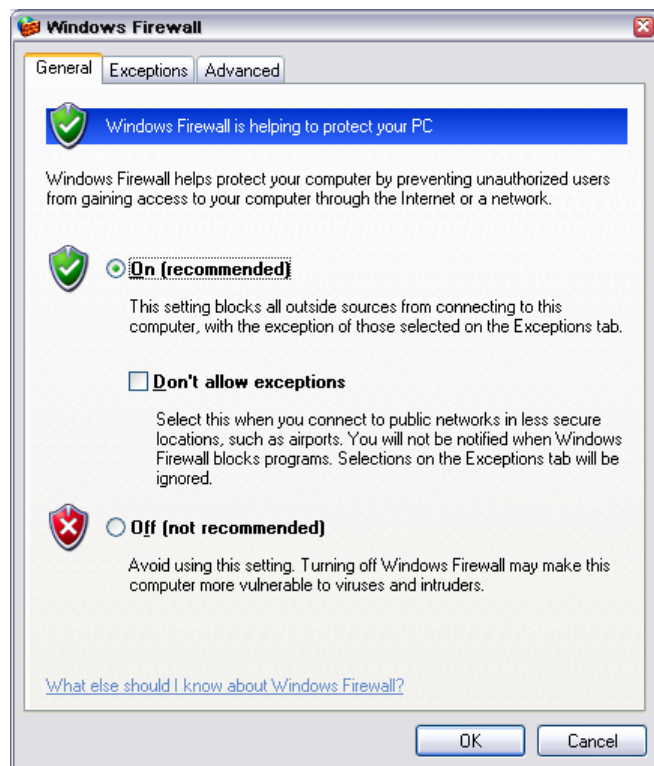 Windows Firewall
General Exceptions Advanced
Windows Firewall is helping to protect your PC
Windows Firewall helps protect your computer by preventing unauthorized users
from gaining access to your computer through the Internet or a network.
On (recommended)
This setting blocks all outside sources from connecting to this
computer, with the exception of those selected on the Exceptions tab.
Don't allow exceptions
Select this when you connect to public networks in less secure
locations, such as airports. You will not be notified when Windows
Firewall blocks programs. Selections on the Exceptions tab will be
ignored.
Off (not recommended)
Avoid using this setting. Turning off Windows Firewall may make this
computer more vulnerable to viruses and intruders.
What else should I know about Windows Firewall?
OK Cancel